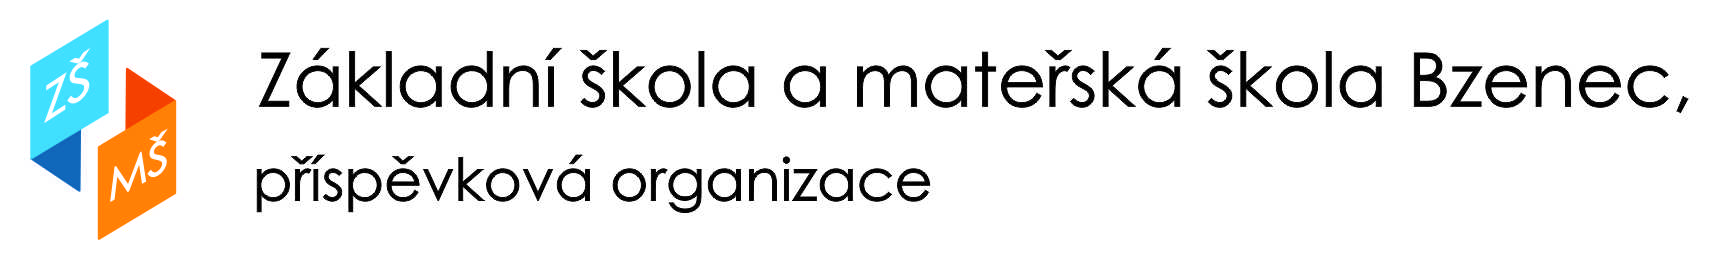 ZŠ
MŠ
Základní škola a mateřská škola Bzenec,
příspěvková organizace